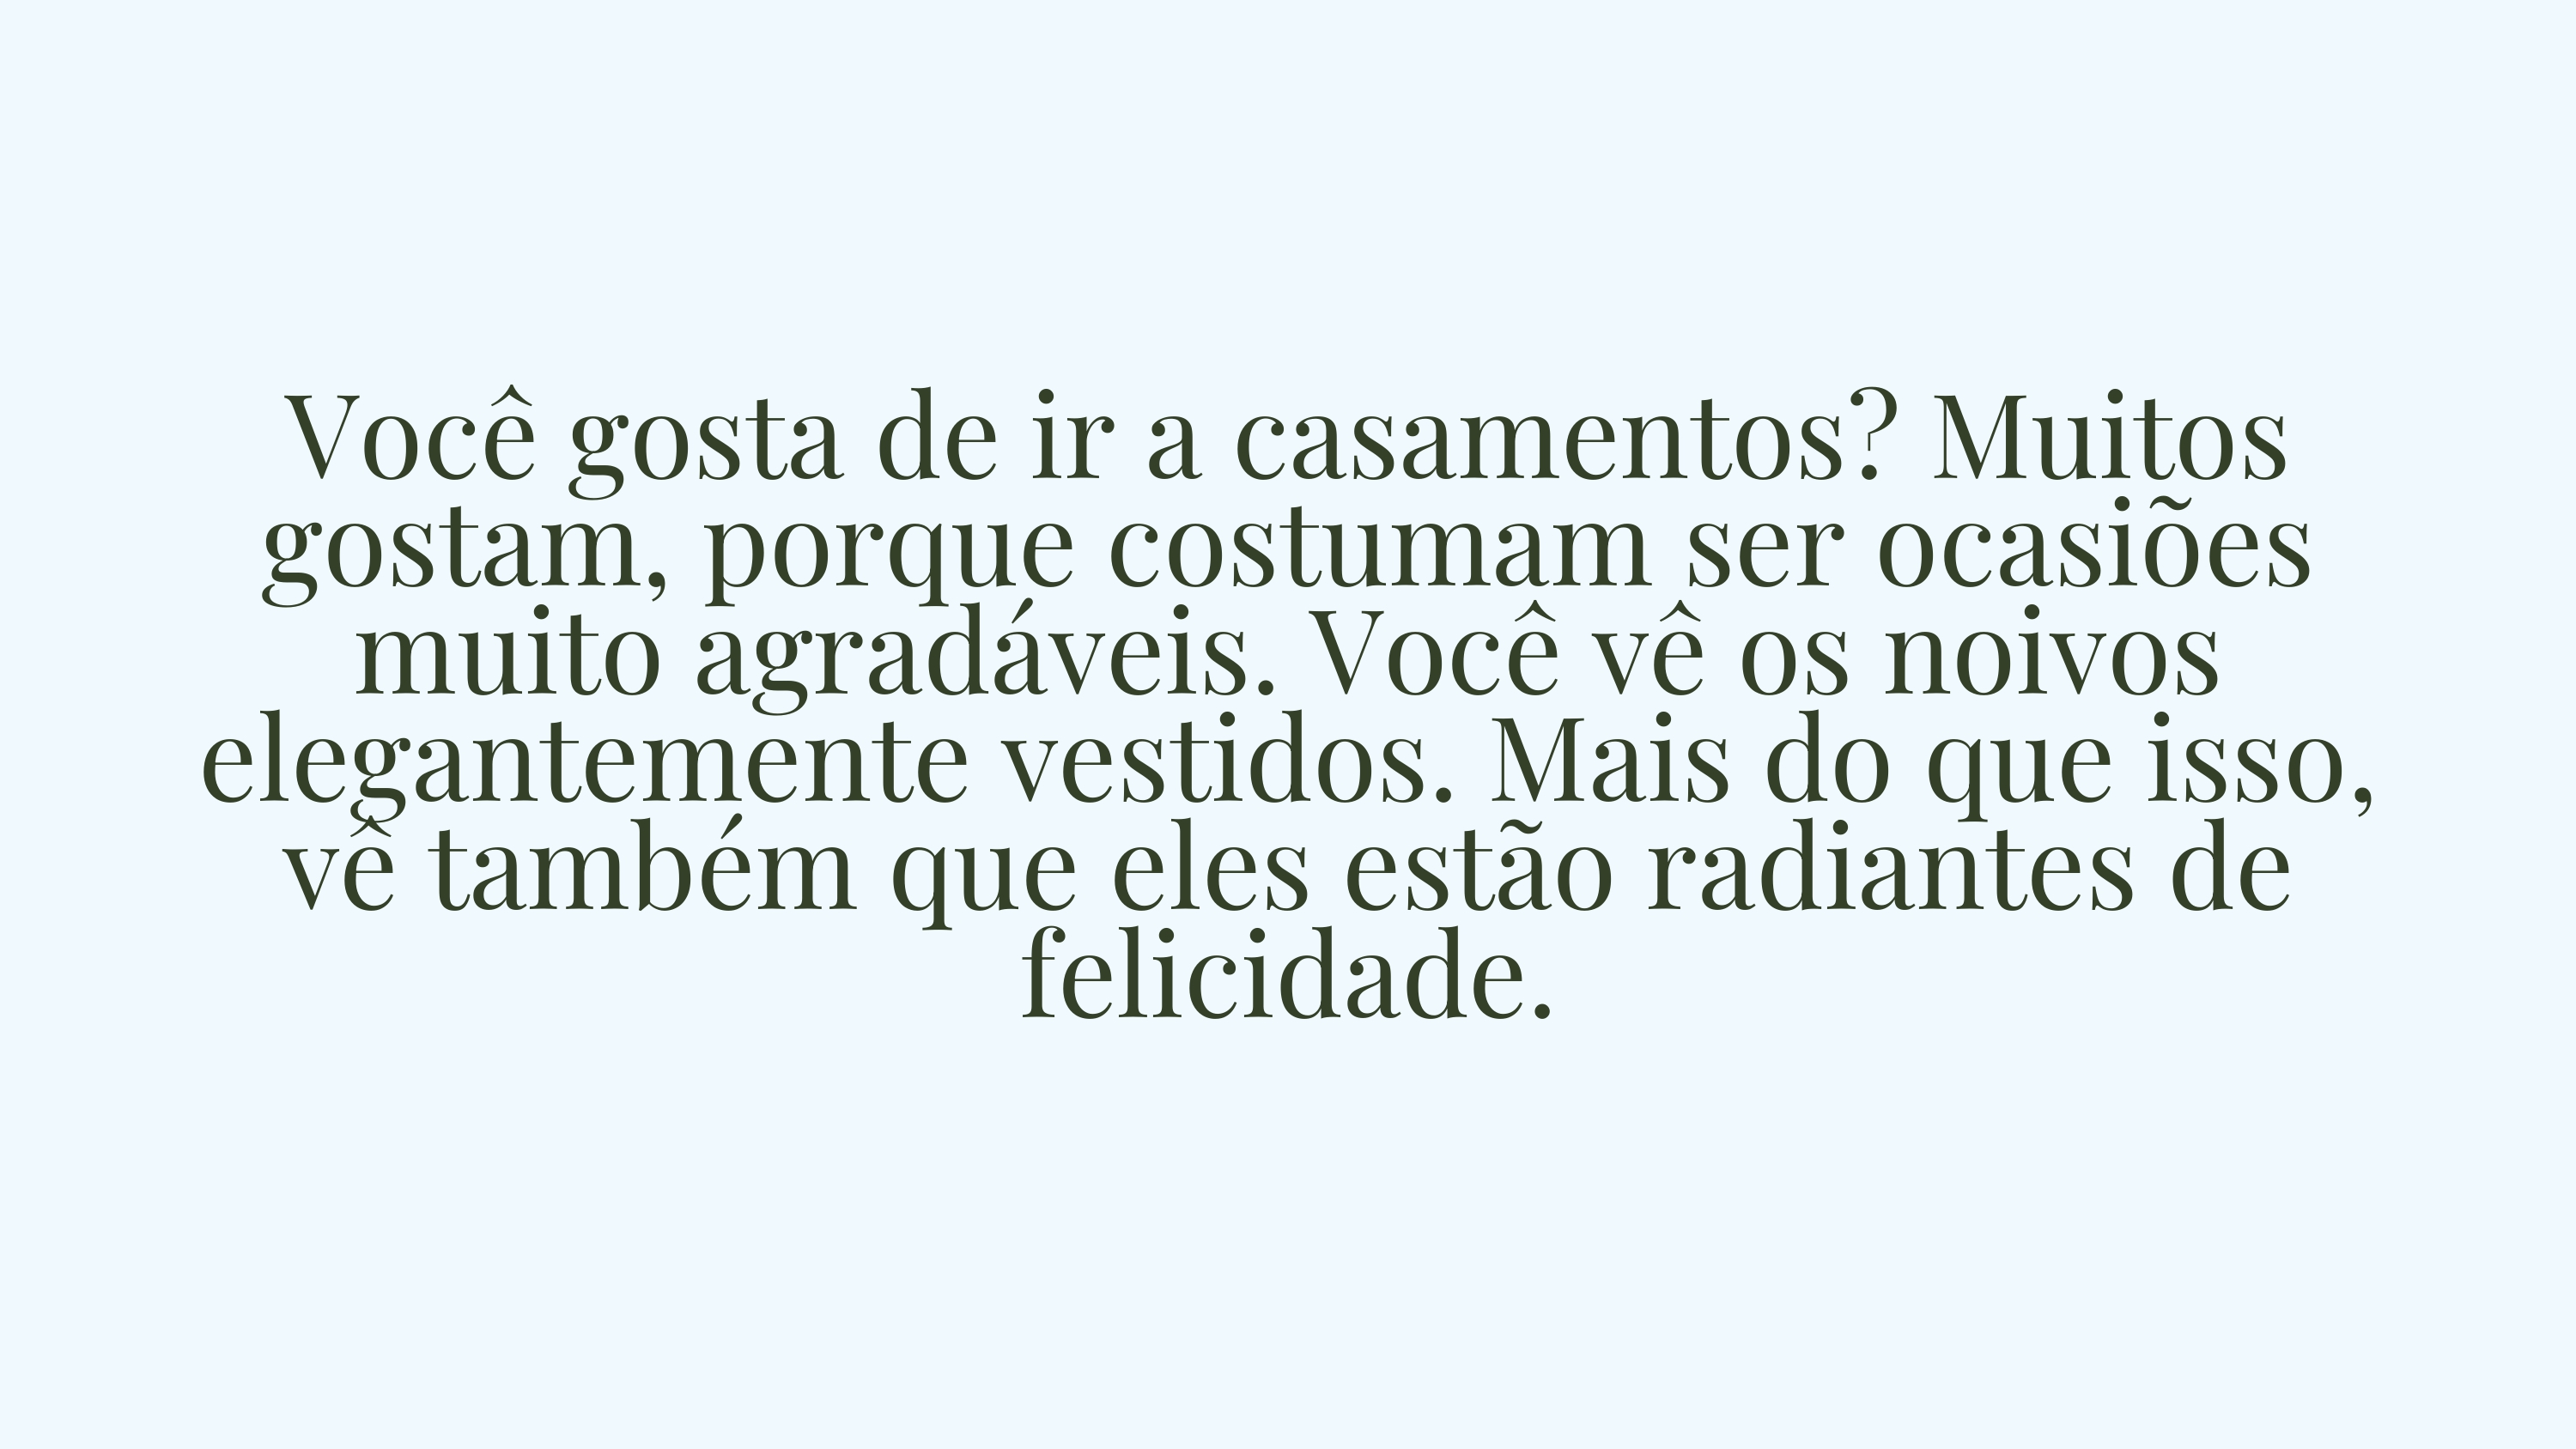 Você gosta de ir a casamentos? Muitos
gostam, porque costumam ser ocasiões
muito agradáveis. Você vê os noivos
elegantemente vestidos. Mais do que isso,
vê também que eles estão radiantes de
felicidade.